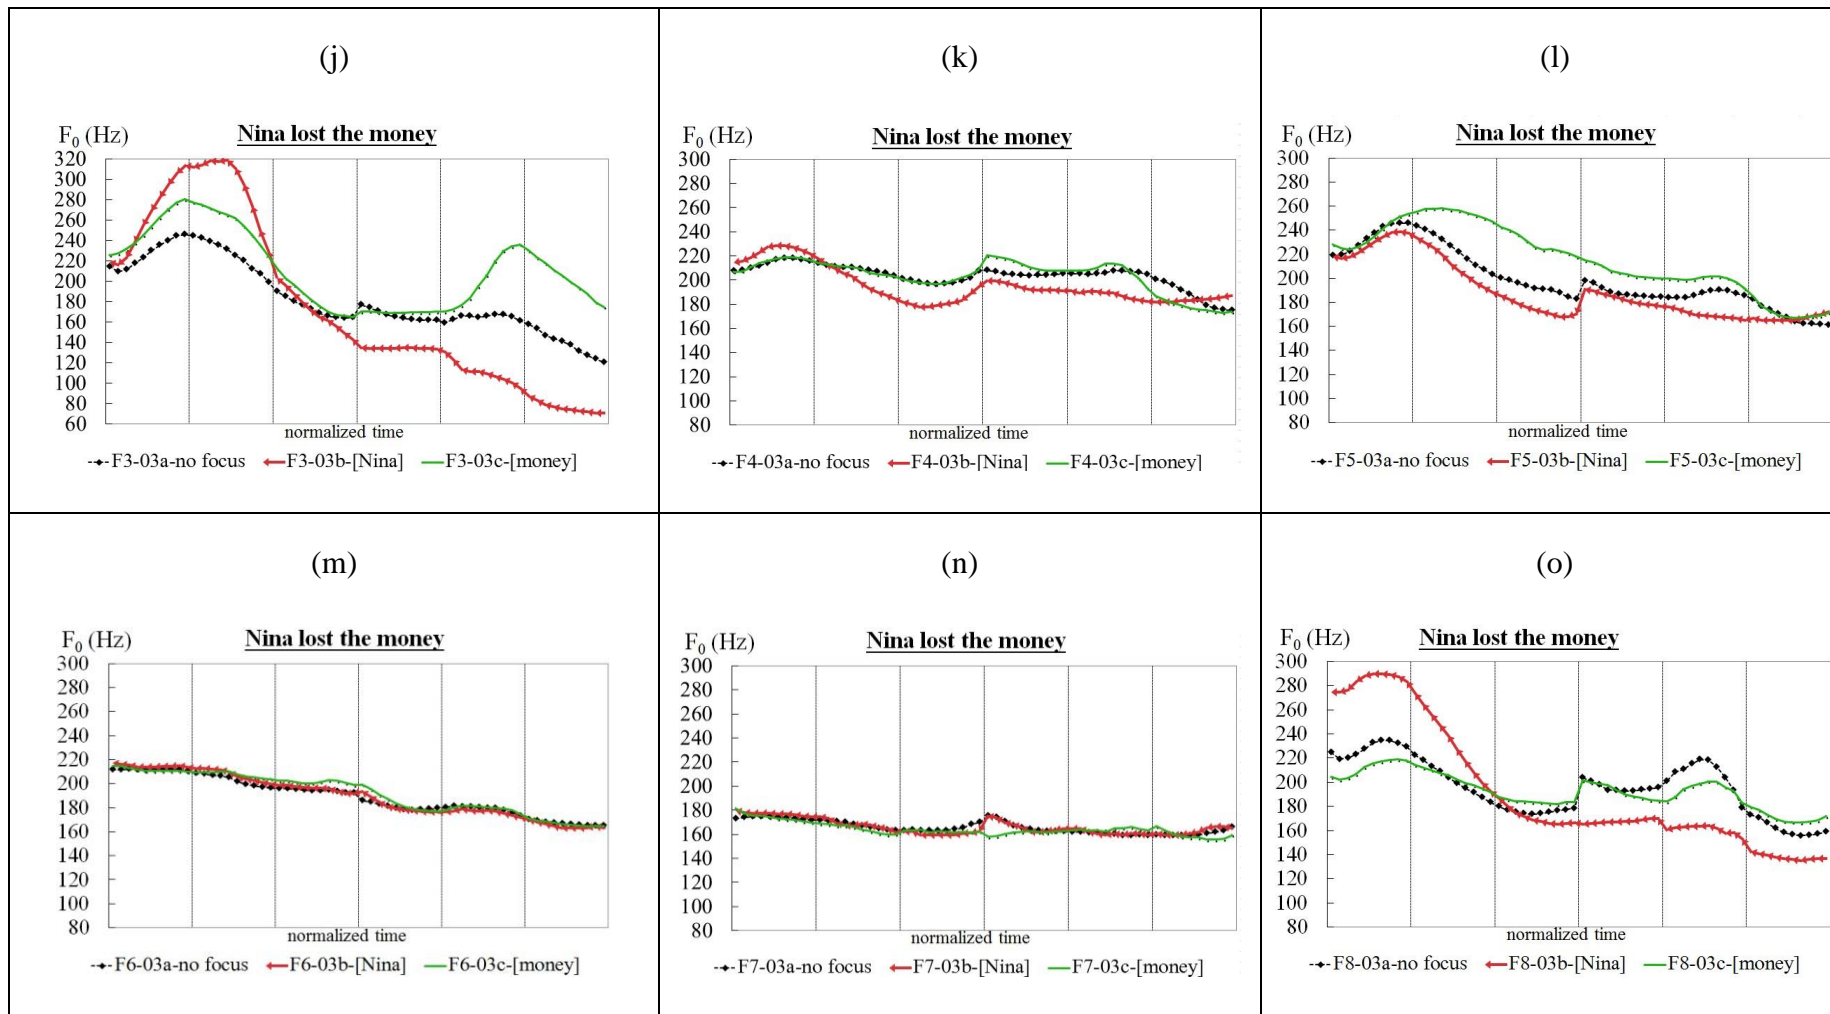 (j)
F₀ (Hz)
Nina lost the money
320
300
280
260
240
220
200
180
160
140
120
100
80
60
normalized time
F3-03a-no focus F3-03b-[Nina] F3-03c-[money]
(k)
F₀ (Hz)
Nina lost the money
300
280
260
240
220
200
180
160
140
120
100
80
normalized time
F4-03a-no focus F4-03b-[Nina] F4-03c-[money]
(l)
F₀ (Hz)
Nina lost the money
300
280
260
240
220
200
180
160
140
120
100
80
normalized time
F5-03a-no focus F5-03b-[Nina] F5-03c-[money]
(m)
F₀ (Hz)
Nina lost the money
300
280
260
240
220
200
180
160
140
120
100
80
normalized time
F6-03a-no focus F6-03b-[Nina] F6-03c-[money]
(n)
F₀ (Hz)
Nina lost the money
300
280
260
240
220
200
180
160
140
120
100
80
normalized time
F7-03a-no focus F7-03b-[Nina] F7-03c-[money]
(o)
F₀ (Hz)
Nina lost the money
300
280
260
240
220
200
180
160
140
120
100
80
normalized time
F8-03a-no focus F8-03b-[Nina] F8-03c-[money]